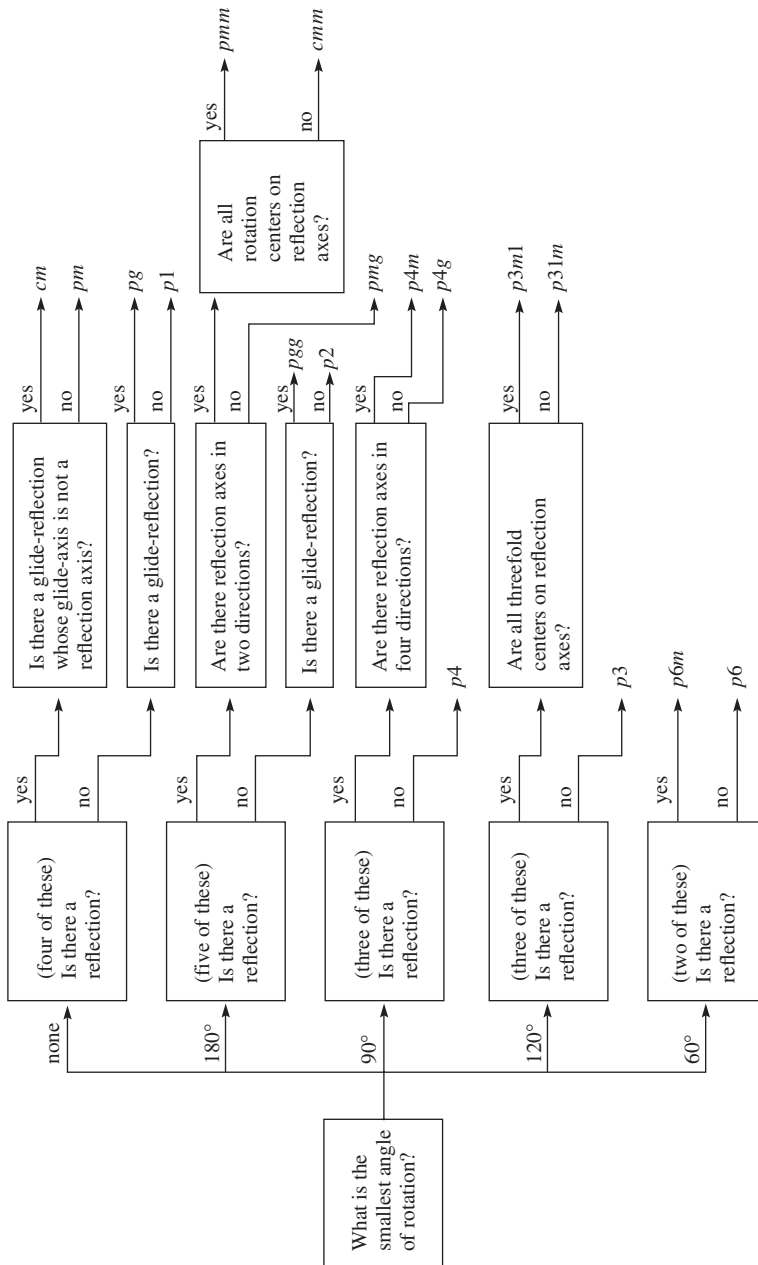 What is the
smallest angle
of rotation?
none
180°
90°
120°
60°
(four of these)
Is there a
reflection?
yes
no
(five of these)
Is there a
reflection?
yes
no
(three of these)
Is there a
reflection?
yes
no
p4
(three of these)
Is there a
reflection?
yes
no
p3
(two of these)
Is there a
reflection?
yes
p6m
no
p6
Is there a glide-reflection
whose glide-axis is not a
reflection axis?
yes
cm
no
pm
Is there a glide-reflection?
yes
pg
no
p1
Are there reflection axes in
two directions?
yes
no
pmg
Is there a glide-reflection?
yes
pgg
no
p2
Are there reflection axes in
four directions?
yes
p4m
no
p4g
Are all threefold
centers on reflection
axes?
yes
p3m1
no
p31m
Are all
rotation
centers on
reflection
axes?
yes
pmm
no
cmm